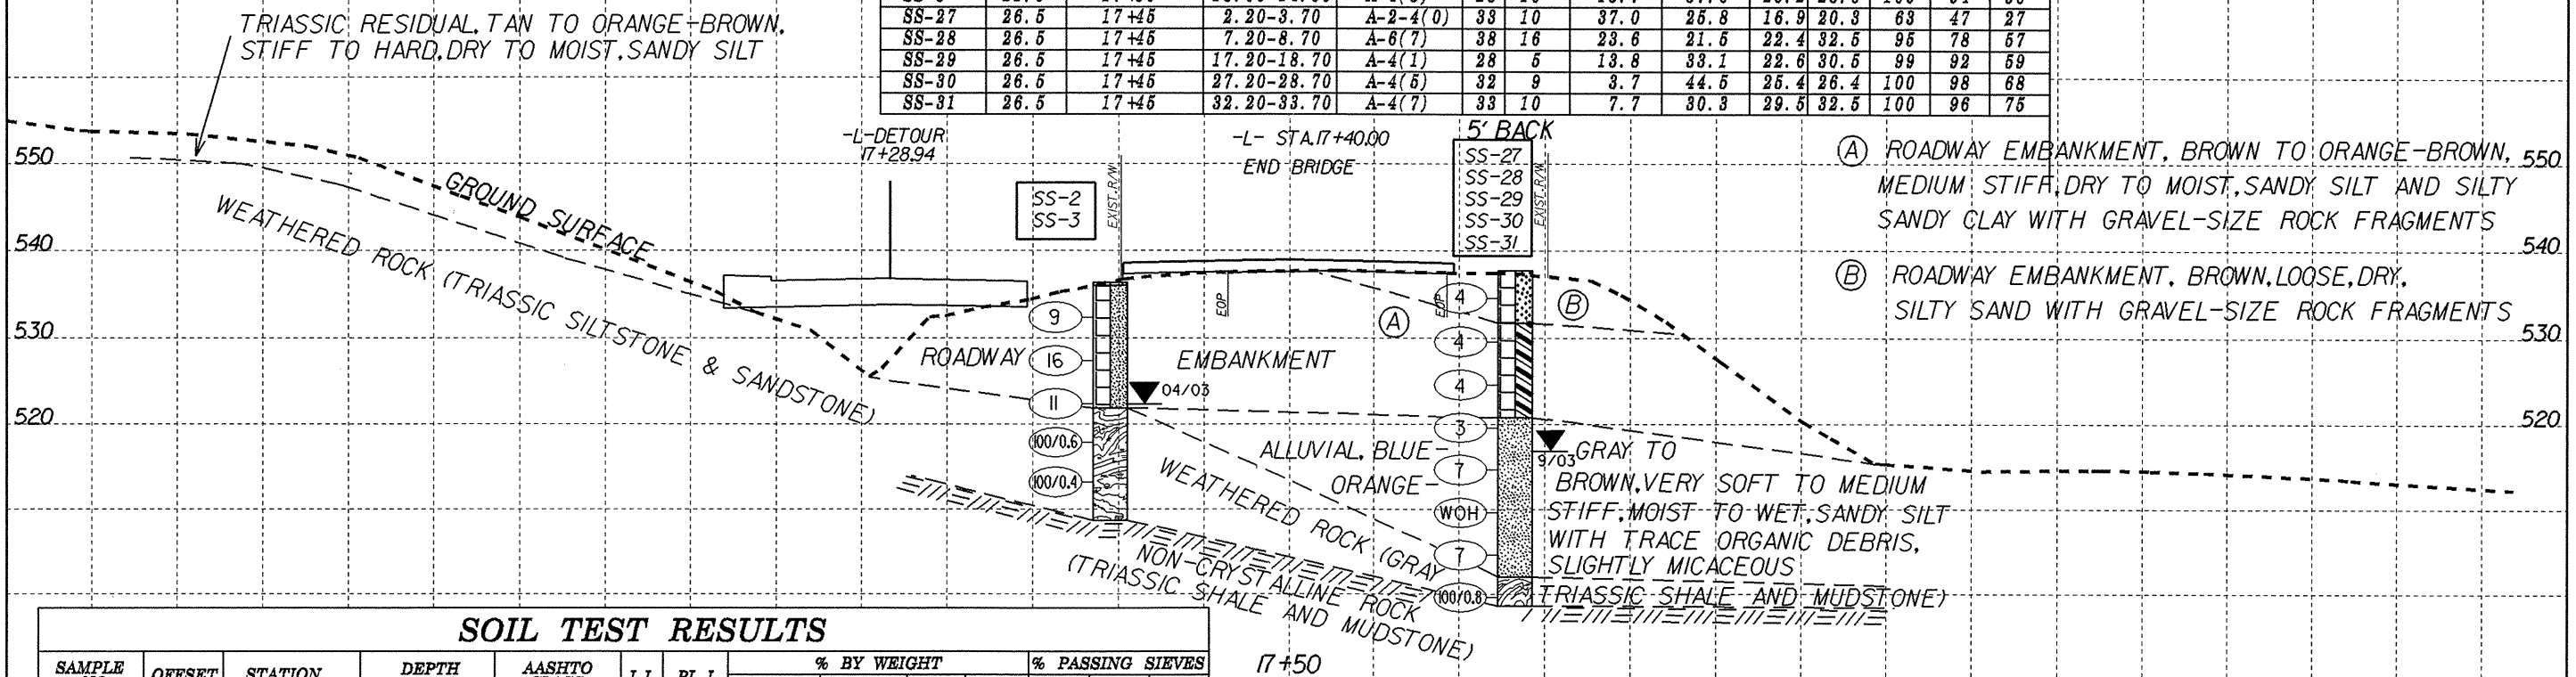 TRIASSIC RESIDUAL, TAN TO ORANGE-BROWN,
STIFF TO HARD, DRY TO MOIST, SANDY SILT
SS-27 26.5 17+45 2.20-3.70 A-2-4(0) 33 10 37.0 25.8 16.9 20.3 63 47 27
SS-28 26.5 17+45 7.20-8.70 A-6(7) 38 16 23.6 21.5 22.4 32.5 95 78 57
SS-29 26.5 17+45 17.20-18.70 A-4(1) 28 5 13.8 33.1 22.6 30.5 99 92 59
SS-30 26.5 17+45 27.20-28.70 A-4(5) 32 9 3.7 44.5 25.4 26.4 100 98 68
SS-31 26.5 17+45 32.20-33.70 A-4(7) 33 10 7.7 30.3 29.5 32.5 100 96 75
-L-DETOUR
17+28.94
-L- STA.17+40.00
END BRIDGE
5' BACK
SS-27
SS-28
SS-29
SS-30
SS-31
EXIST.R/W
SS-2
SS-3
EXIST.R/W
A ROADWAY EMBANKMENT, BROWN TO ORANGE-BROWN,
MEDIUM STIFF, DRY TO MOIST, SANDY SILT AND SILTY
SANDY CLAY WITH GRAVEL-SIZE ROCK FRAGMENTS
B ROADWAY EMBANKMENT, BROWN, LOOSE, DRY,
SILTY SAND WITH GRAVEL-SIZE ROCK FRAGMENTS
550
540
530
520
550
540
530
520
GROUND SURFACE
WEATHERED ROCK (TRIASSIC SILTSTONE & SANDSTONE)
EOP
EOP
A
B
ROADWAY EMBANKMENT
9
16
11
100/0.6
100/0.4
04/03
4
4
4
3
7
WOH
7
100/0.8
9/03
ALLUVIAL, BLUE-GRAY TO
ORANGE-BROWN, VERY SOFT TO MEDIUM
STIFF, MOIST TO WET, SANDY SILT
WITH TRACE ORGANIC DEBRIS,
SLIGHTLY MICACEOUS
WEATHERED ROCK (GRAY
TRIASSIC SHALE AND MUDSTONE)
NON-CRYSTALLINE ROCK
(TRIASSIC SHALE AND MUDSTONE)
17+50
SOIL TEST RESULTS
SAMPLE OFFSET STATION DEPTH AASHTO % BY WEIGHT % PASSING SIEVES